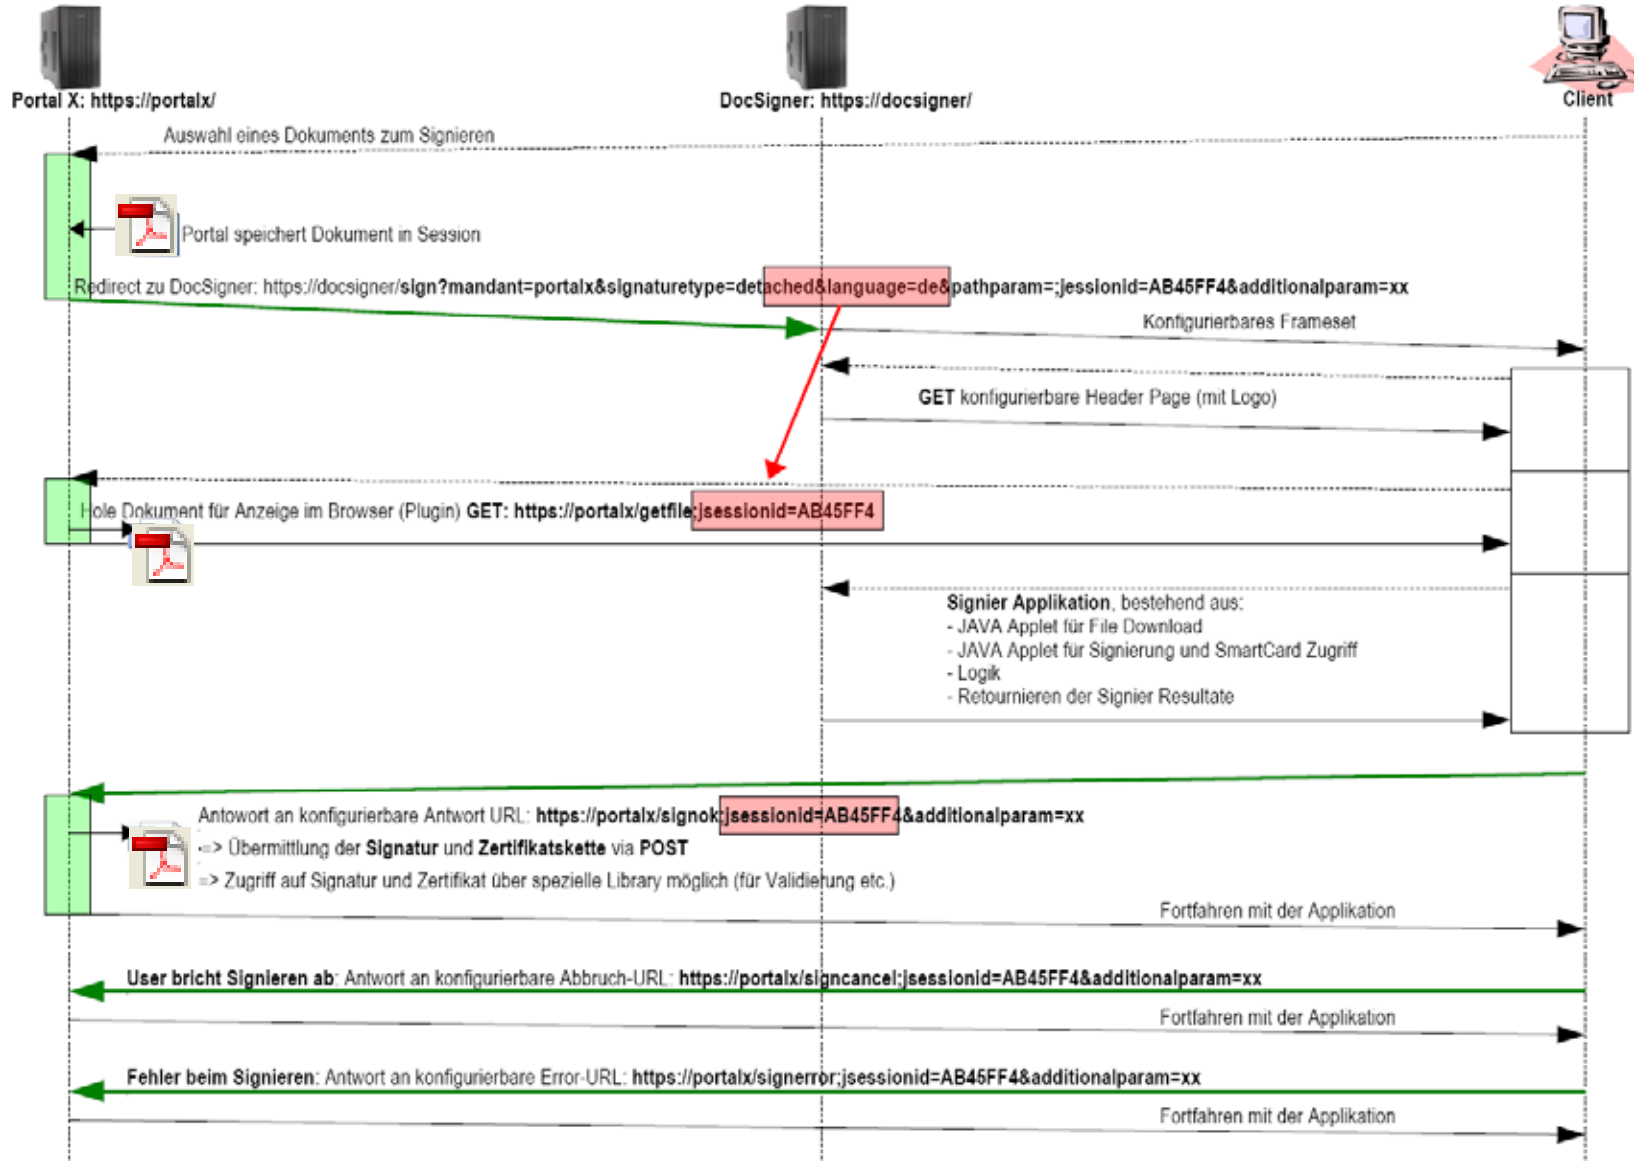 Portal X: https://portalx/
DocSigner: https://docsigner/
Client
Auswahl eines Dokuments zum Signieren
Portal speichert Dokument in Session
Redirect zu DocSigner: https://docsigner/sign?mandant=portalx&signaturetype=detached&language=de&pathparam=;jessionid=AB45FF4&additionalparam=xx
Konfigurierbares Frameset
GET konfigurierbare Header Page (mit Logo)
Hole Dokument für Anzeige im Browser (Plugin) GET: https://portalx/getfile;jsessionid=AB45FF4
Signier Applikation, bestehend aus:
- JAVA Applet für File Download
- JAVA Applet für Signierung und SmartCard Zugriff
- Logik
- Retournieren der Signier Resultate
Antowort an konfigurierbare Antwort URL: https://portalx/signok;jsessionid=AB45FF4&additionalparam=xx
=> Übermittlung der Signatur und Zertifikatskette via POST
=> Zugriff auf Signatur und Zertifikat über spezielle Library möglich (für Validierung etc.)
Fortfahren mit der Applikation
User bricht Signieren ab: Antwort an konfigurierbare Abbruch-URL: https://portalx/signcancel;jsessionid=AB45FF4&additionalparam=xx
Fortfahren mit der Applikation
Fehler beim Signieren: Antwort an konfigurierbare Error-URL: https://portalx/signerror;jsessionid=AB45FF4&additionalparam=xx
Fortfahren mit der Applikation